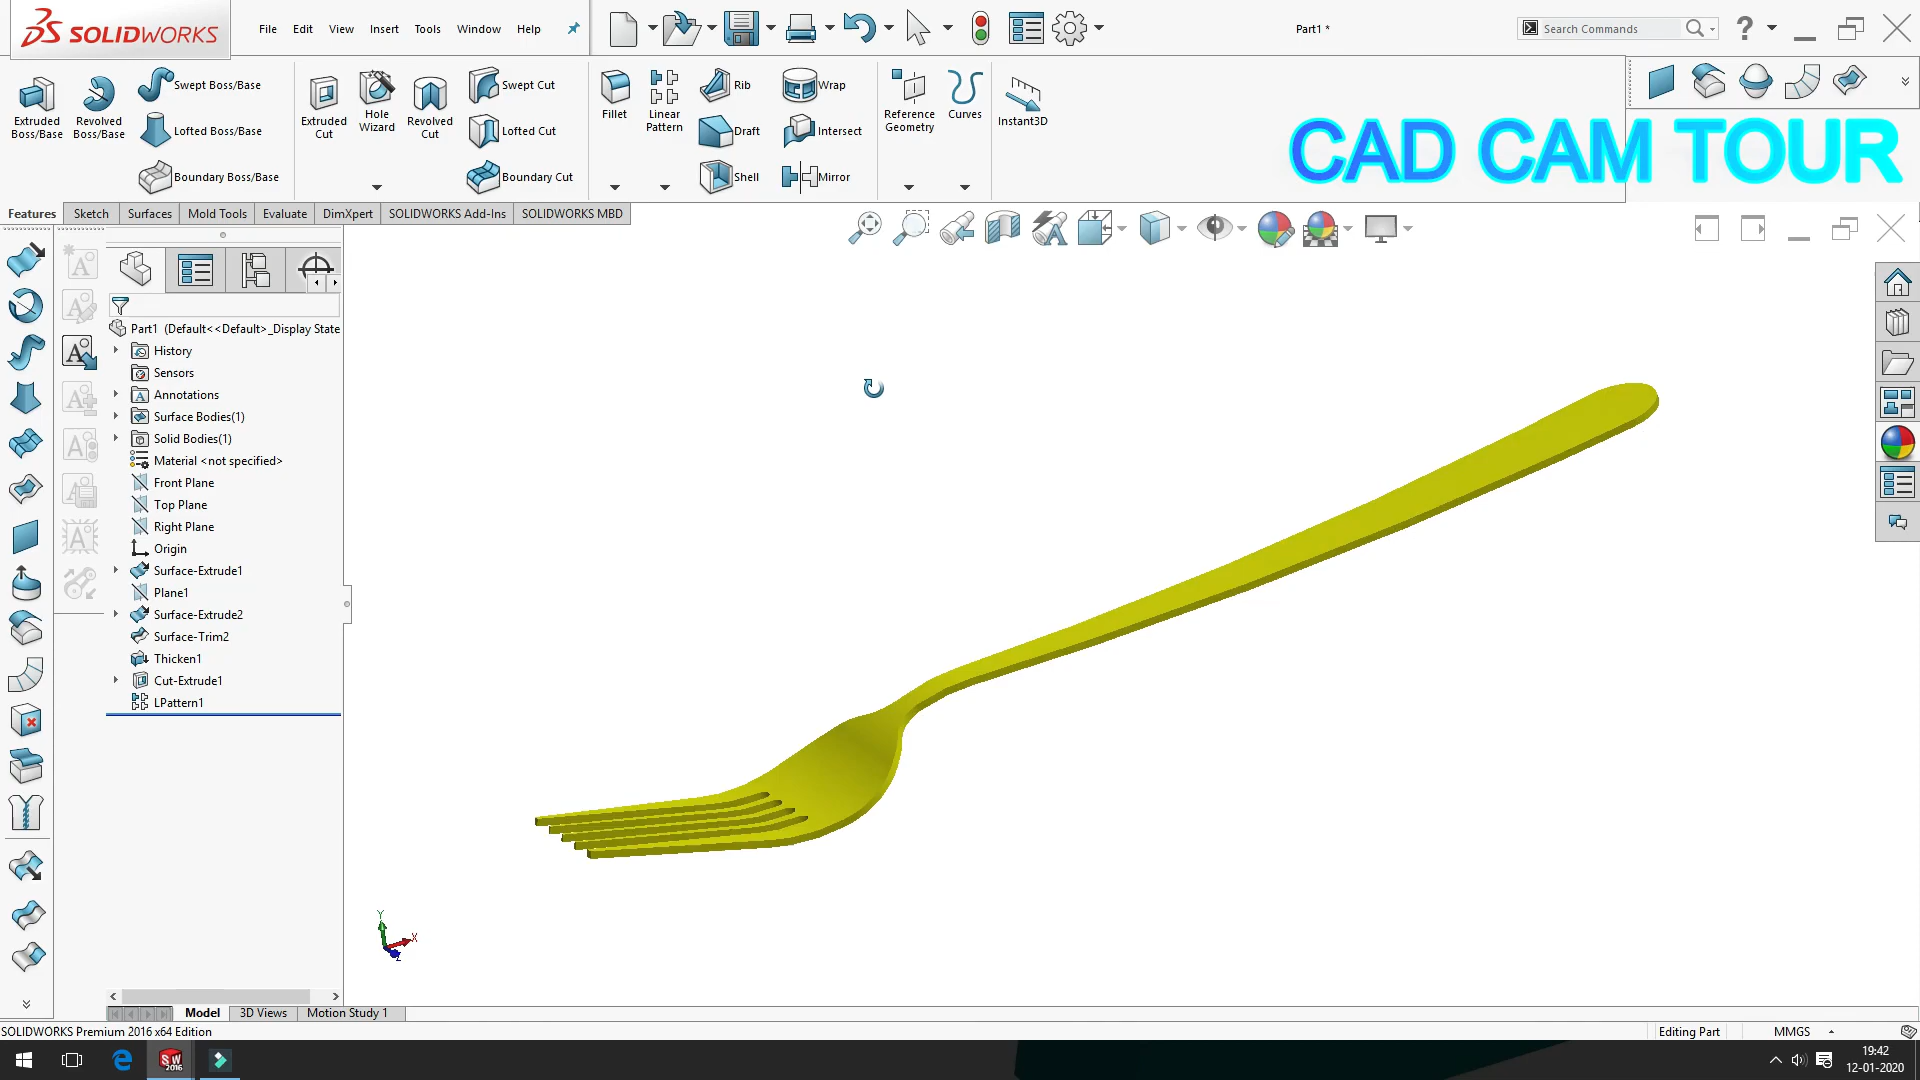 SOLIDWORKS
File Edit View Insert Tools Window Help
Part1 *
Search Commands
Extruded Boss/Base
Revolved Boss/Base
Swept Boss/Base
Lofted Boss/Base
Boundary Boss/Base
Extruded Cut
Hole Wizard
Revolved Cut
Swept Cut
Lofted Cut
Boundary Cut
Fillet
Linear Pattern
Rib
Draft
Shell
Wrap
Intersect
Mirror
Reference Geometry
Curves
Instant3D
CAD CAM TOUR
Features Sketch Surfaces Mold Tools Evaluate DimXpert SOLIDWORKS Add-Ins SOLIDWORKS MBD
Part1 (Default<<Default>_Display State
History
Sensors
Annotations
Surface Bodies(1)
Solid Bodies(1)
Material <not specified>
Front Plane
Top Plane
Right Plane
Origin
Surface-Extrude1
Plane1
Surface-Extrude2
Surface-Trim2
Thicken1
Cut-Extrude1
LPattern1
Y
X
Z
Model 3D Views Motion Study 1
SOLIDWORKS Premium 2016 x64 Edition
Editing Part
MMGS
SW 2016
19:42
12-01-2020